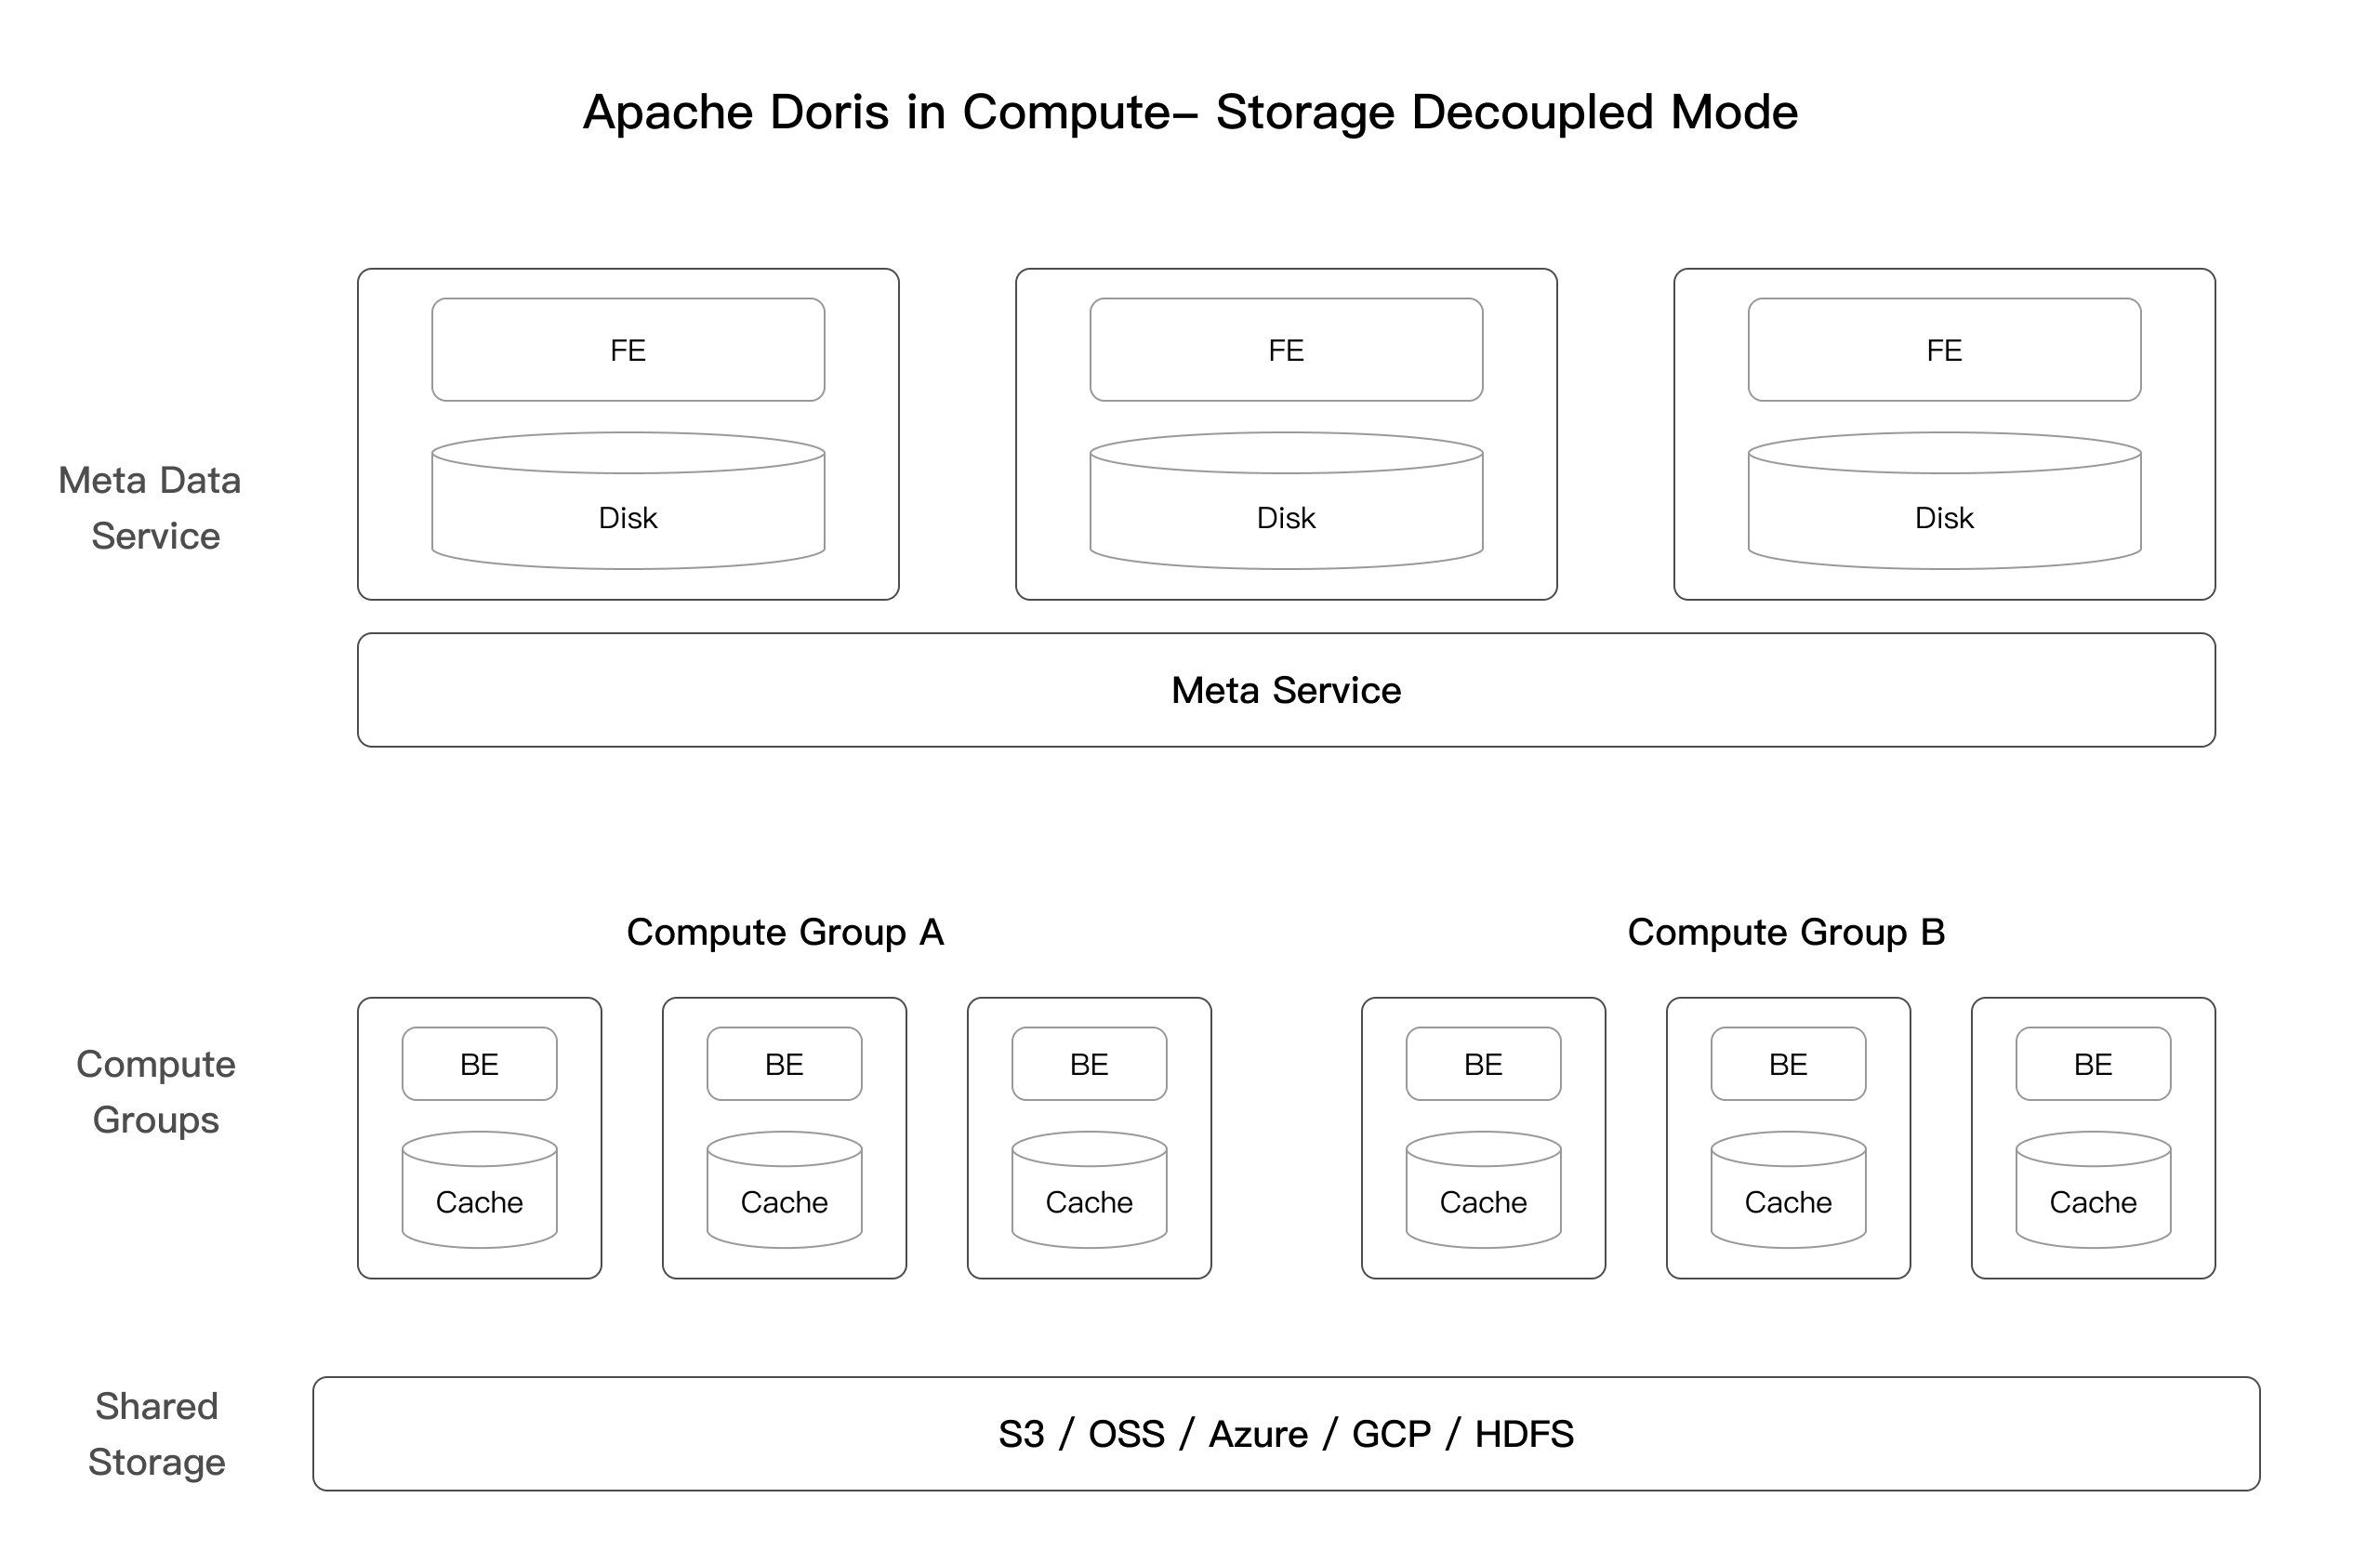 Apache Doris in Compute– Storage Decoupled Mode
Meta Data
Service
FE
FE
FE
Disk
Disk
Disk
Meta Service
Compute Group A
Compute Group B
Compute
Groups
BE
BE
BE
BE
BE
BE
Cache
Cache
Cache
Cache
Cache
Cache
Shared
Storage
S3 / OSS / Azure / GCP / HDFS